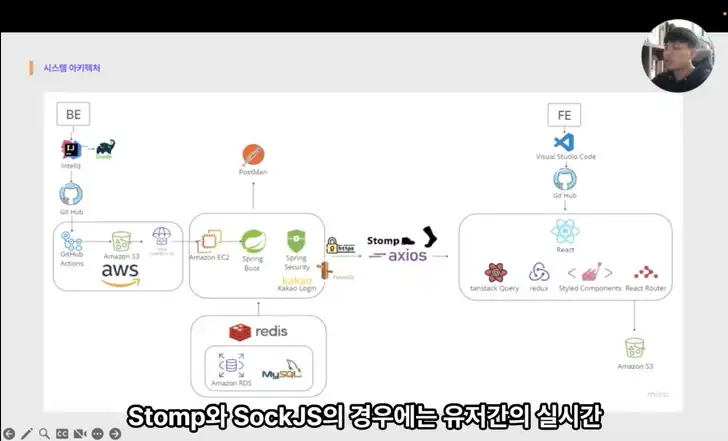 시스템 아키텍처
BE
FE
IntelliJ
Gradle
PostMan
Visual Studio Code
Git Hub
Git Hub
GitHub
Actions
Amazon S3
aws
Amazon EC2
Spring
Boot
Spring
Security
kakao
Kakao Login
https
Firewall
Stomp
axios
React
tanstack Query
redux
Styled Components
React Router
redis
Amazon RDS
MySQL
Amazon S3
miro
Stomp와 SockJS의 경우에는 유저간의 실시간